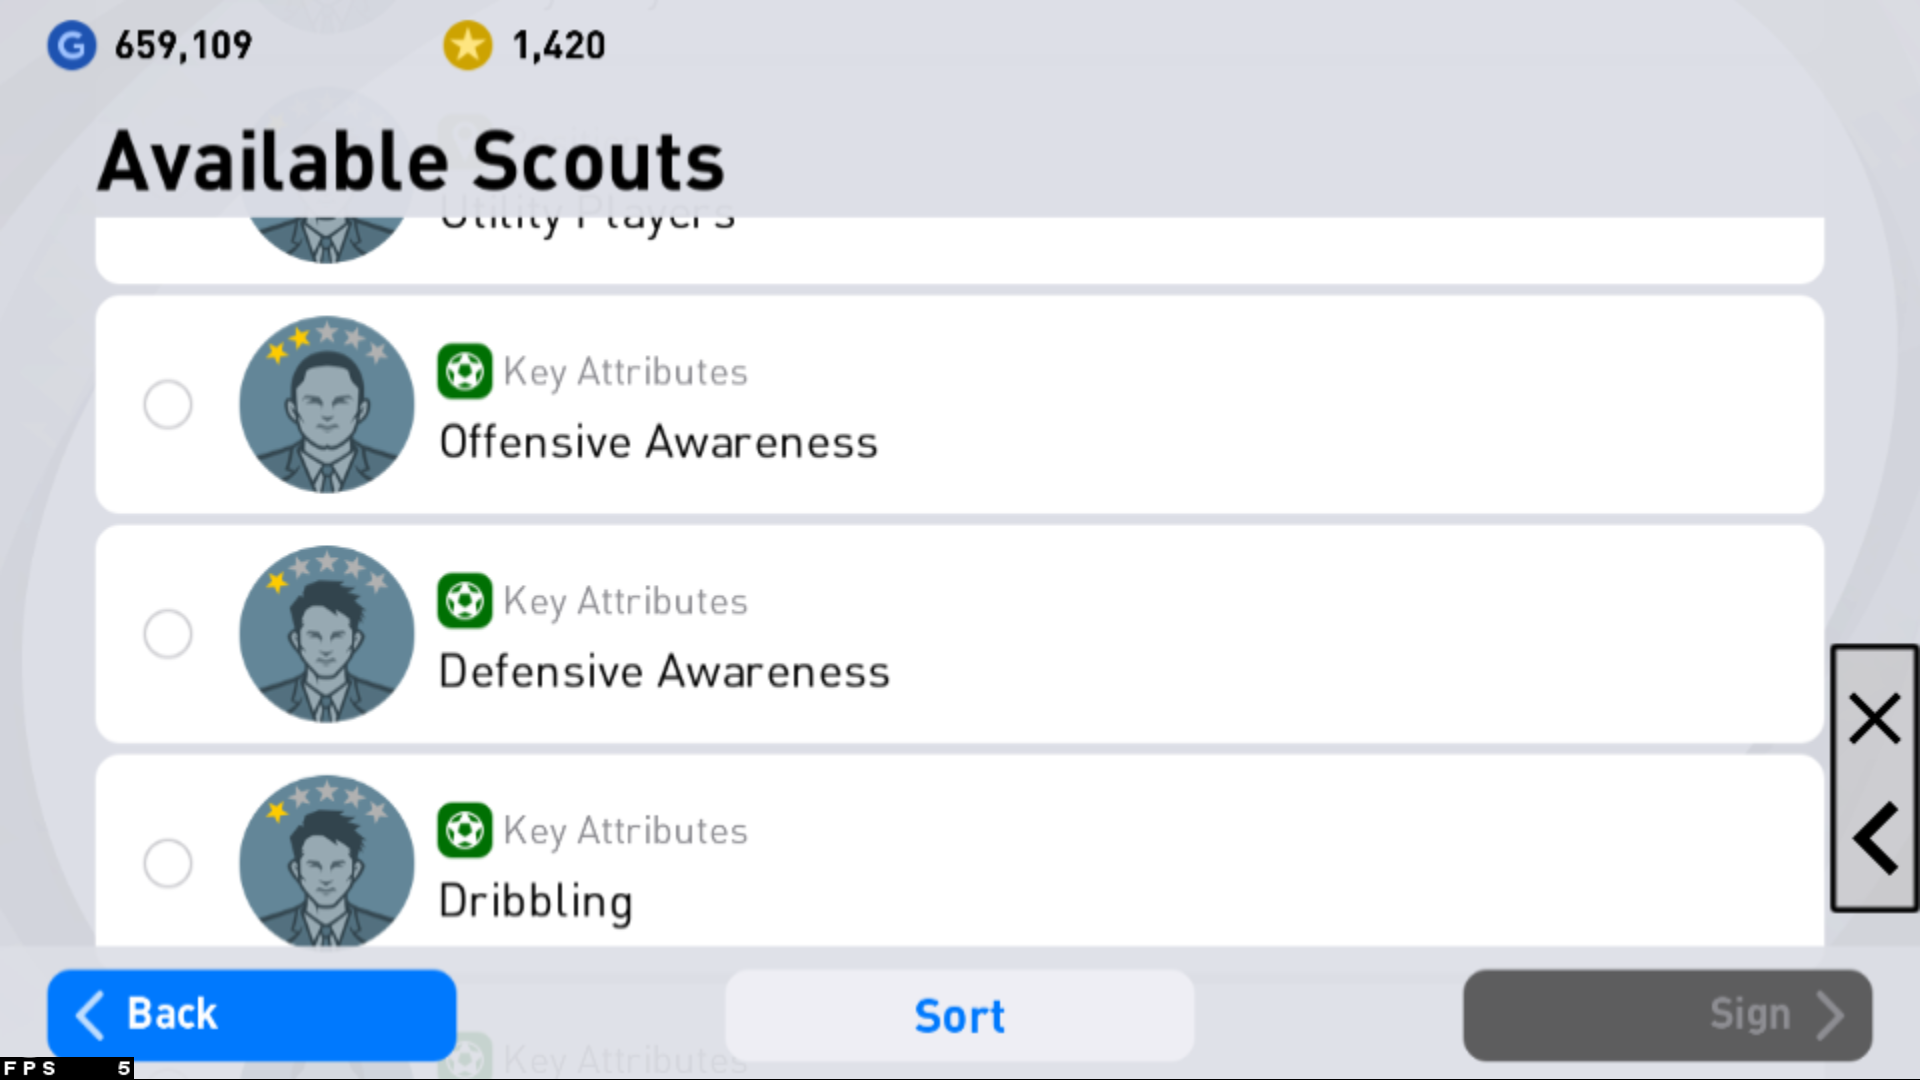 G 659,109 1,420
Available Scouts
Utility Players
Key Attributes
Offensive Awareness
Key Attributes
Defensive Awareness
Key Attributes
Dribbling
Back Sort Sign
Key Attributes
FPS 5